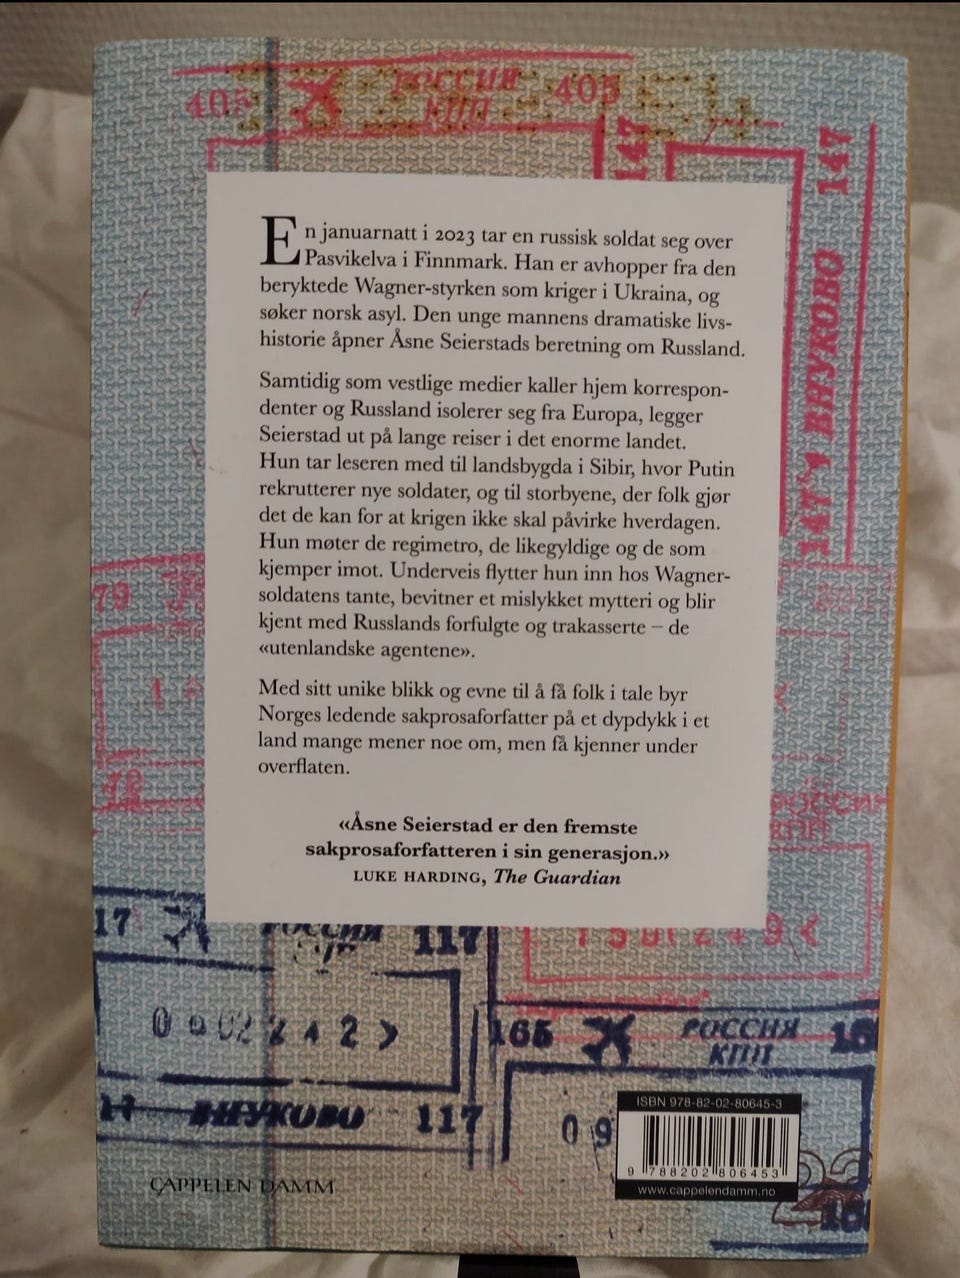 405 РОССИЯ 405
КПП
147
147 ВНУКОВО 147
En januarnatt i 2023 tar en russisk soldat seg over
Pasvikelva i Finnmark. Han er avhopper fra den
beryktede Wagner-styrken som kriger i Ukraina, og
søker norsk asyl. Den unge mannens dramatiske livs-
historie åpner Åsne Seierstads beretning om Russland.
Samtidig som vestlige medier kaller hjem korrespon-
denter og Russland isolerer seg fra Europa, legger
Seierstad ut på lange reiser i det enorme landet.
Hun tar leseren med til landsbygda i Sibir, hvor Putin
rekrutterer nye soldater, og til storbyene, der folk gjør
det de kan for at krigen ikke skal påvirke hverdagen.
Hun møter de regimetro, de likegyldige og de som
kjemper imot. Underveis flytter hun inn hos Wagner-
soldatens tante, bevitner et mislykket mytteri og blir
kjent med Russlands forfulgte og trakasserte – de
«utenlandske agentene».
Med sitt unike blikk og evne til å få folk i tale byr
Norges ledende sakprosaforfatter på et dypdykk i et
land mange mener noe om, men få kjenner under
overflaten.
«Åsne Seierstad er den fremste
sakprosaforfatteren i sin generasjon.»
LUKE HARDING, The Guardian
79
РОССИЯ
КПП
17 РОССИЯ 117
165 РОССИЯ
КПП
ВНУКОВО 117
CAPPELEN DAMM
ISBN 978-82-02-80645-3
9 788202 806453
www.cappelendamm.no